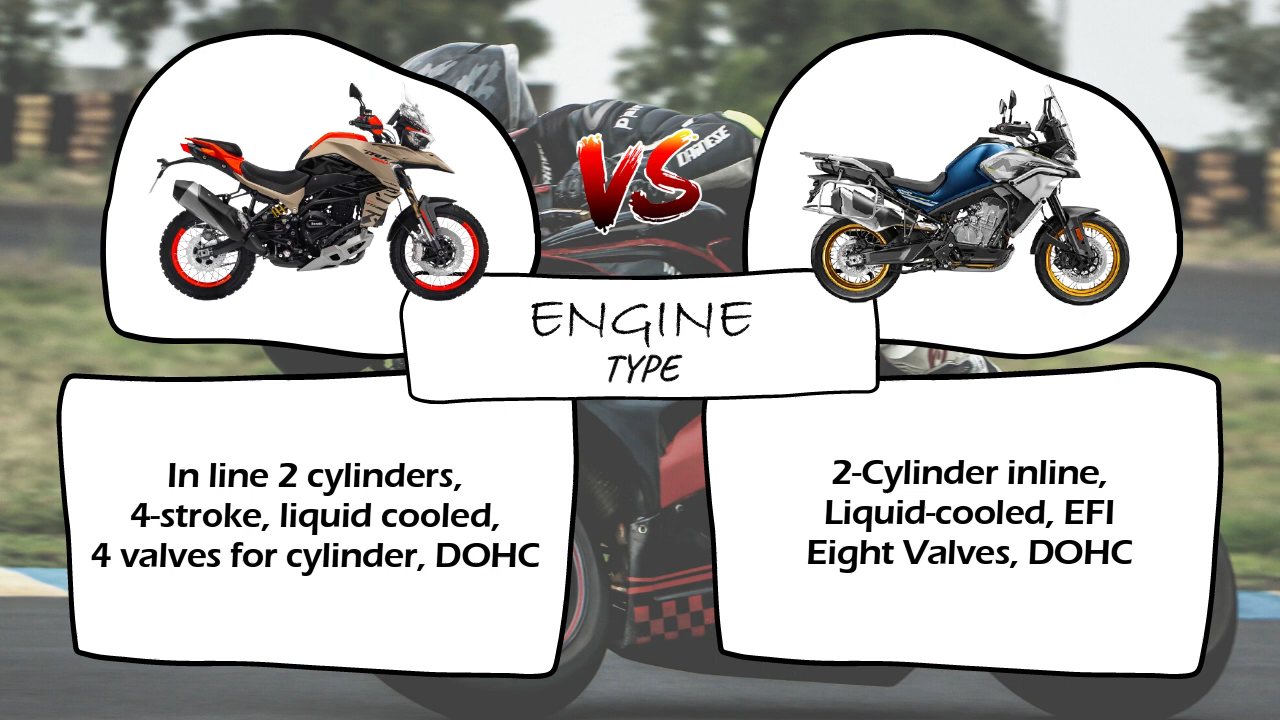 VS
CHINESE
ENGINE
TYPE
In line 2 cylinders,
4-stroke, liquid cooled,
4 valves for cylinder, DOHC
2-Cylinder inline,
Liquid-cooled, EFI
Eight Valves, DOHC